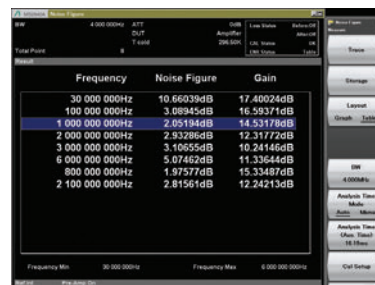 Noise Figure
BW 4 000 000Hz ATT 0dB Loss Status Before:Off
DUT Amplifier After:Off
T cold 296.50K CAL Status
Total Point 8 ENR Status Table
Result
Frequency Noise Figure Gain
30 000 000Hz 10.66039dB 17.40024dB
100 000 000Hz 3.08945dB 16.59371dB
1 000 000 000Hz 2.05194dB 14.53178dB
2 000 000 000Hz 2.93286dB 12.31772dB
3 000 000 000Hz 3.10655dB 10.24146dB
6 000 000 000Hz 5.07462dB 11.33644dB
800 000 000Hz 1.97577dB 15.33487dB
2 100 000 000Hz 2.81561dB 12.24213dB
Frequency Min 30 000 000Hz Frequency Max 6 000 000 000Hz
Pre-Amp On
Noise Figure
Trace
Storage
Layout
Graph Table
BW
4.000MHz
Analysis Time
Mode
Auto
Analysis Time
Cal Setup